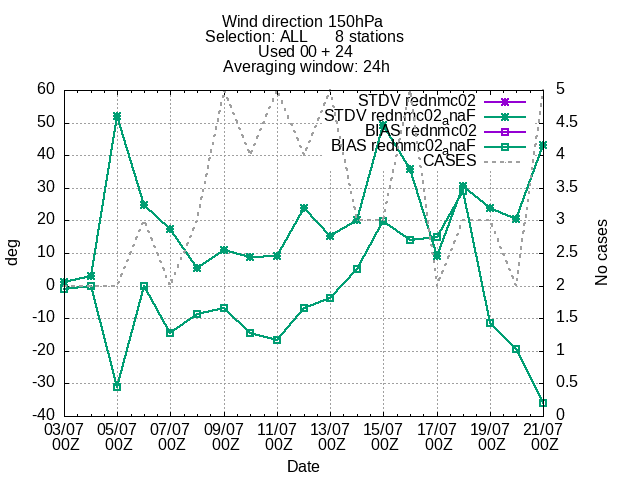 Wind direction 150hPa
Selection: ALL 8 stations
Used 00 + 24
Averaging window: 24h
STDV rednmc02
STDV rednmc02anaF
BIAS rednmc02
BIAS rednmc02anaF
CASES
60
50
40
30
20
10
0
-10
-20
-30
-40
deg
5
4.5
4
3.5
3
2.5
2
1.5
1
0.5
0
No cases
03/07 05/07 07/07 09/07 11/07 13/07 15/07 17/07 19/07 21/07
00Z 00Z 00Z 00Z 00Z 00Z 00Z 00Z 00Z 00Z
Date